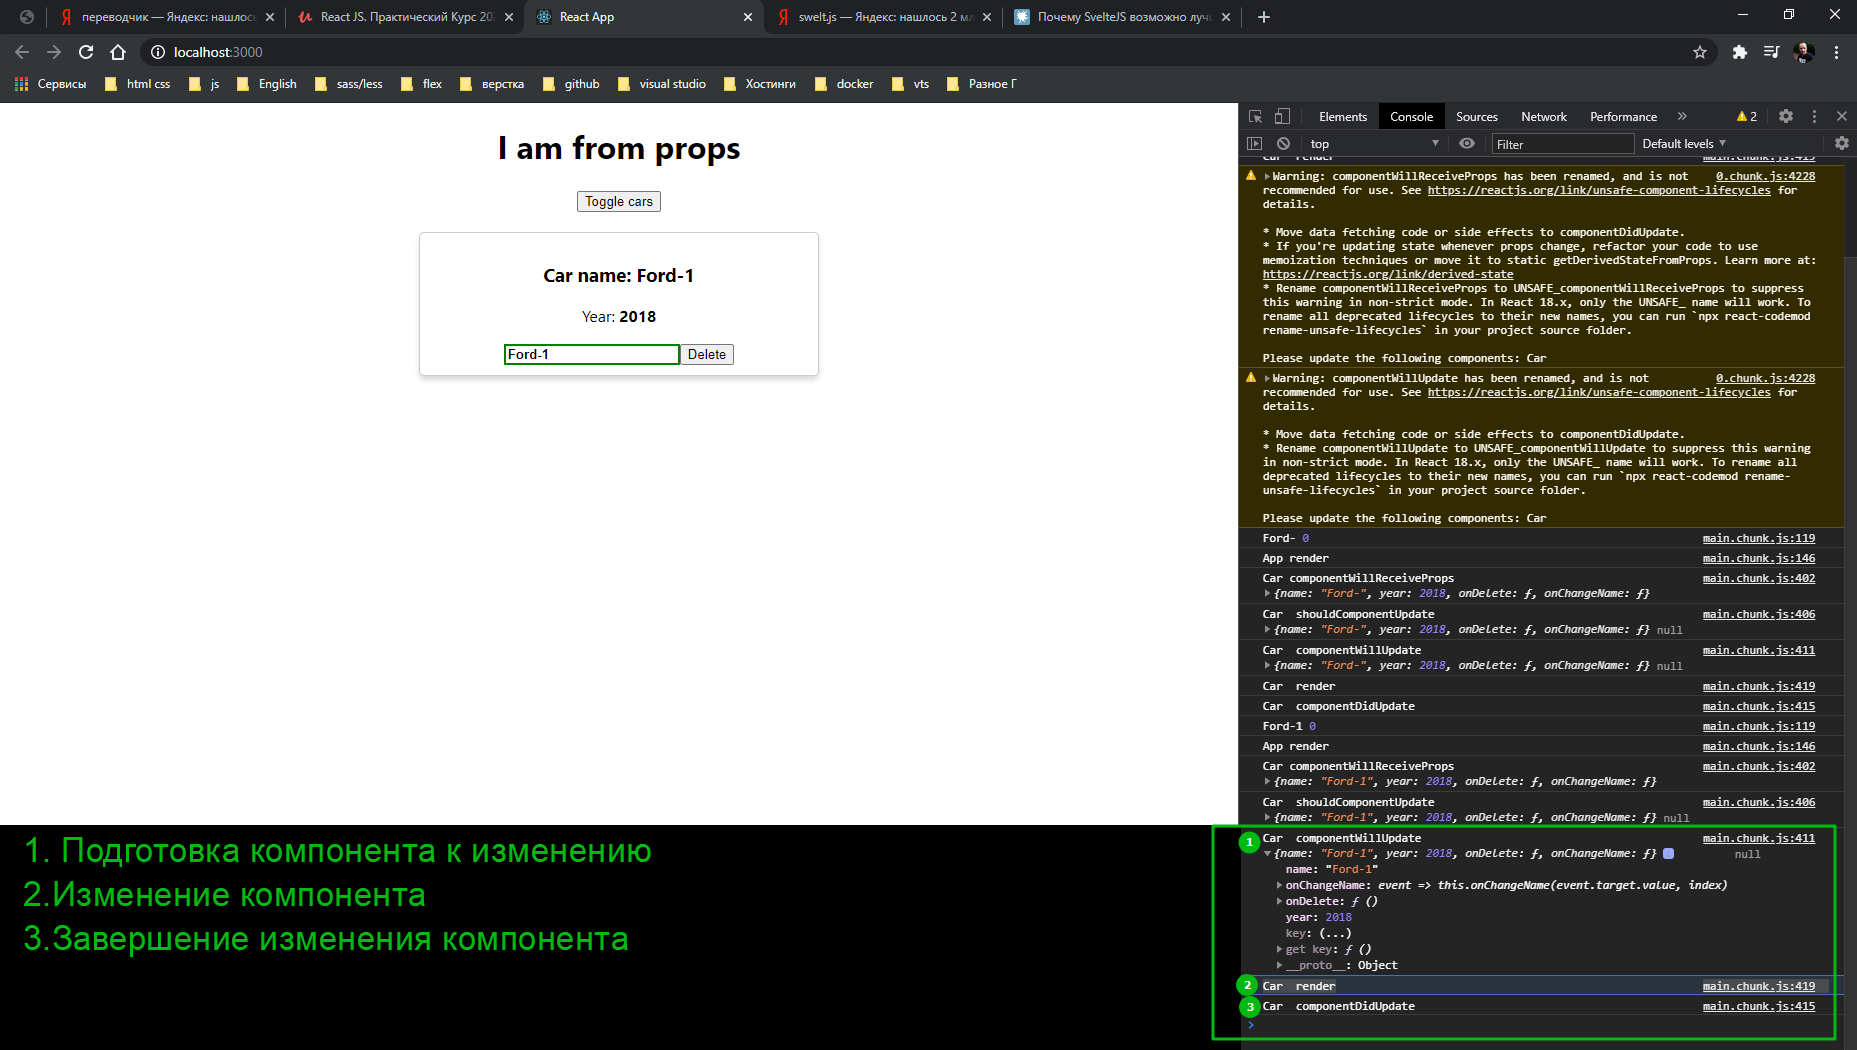 переводчик — Яндекс: нашлось
React JS. Практический Курс 202
React App
swelt.js — Яндекс: нашлось 2 мл
Почему SvelteJS возможно лучш
localhost:3000
Сервисы
html css
js
English
sass/less
flex
верстка
github
visual studio
Хостинги
docker
vts
Разное Г
I am from props
Toggle cars
Car name: Ford-1
Year: 2018
Ford-1
Delete
1. Подготовка компонента к изменению
2.Изменение компонента
3.Завершение изменения компонента
Elements Console Sources Network Performance » 2
top Filter Default levels
Car  render main.chunk.js:419
Warning: componentWillReceiveProps has been renamed, and is not 0.chunk.js:4228
recommended for use. See https://reactjs.org/link/unsafe-component-lifecycles for
details.
* Move data fetching code or side effects to componentDidUpdate.
* If you're updating state whenever props change, refactor your code to use
memoization techniques or move it to static getDerivedStateFromProps. Learn more at:
https://reactjs.org/link/derived-state
* Rename componentWillReceiveProps to UNSAFE_componentWillReceiveProps to suppress
this warning in non-strict mode. In React 18.x, only the UNSAFE_ name will work. To
rename all deprecated lifecycles to their new names, you can run `npx react-codemod
rename-unsafe-lifecycles` in your project source folder.
Please update the following components: Car
Warning: componentWillUpdate has been renamed, and is not 0.chunk.js:4228
recommended for use. See https://reactjs.org/link/unsafe-component-lifecycles for
details.
* Move data fetching code or side effects to componentDidUpdate.
* Rename componentWillUpdate to UNSAFE_componentWillUpdate to suppress this warning
in non-strict mode. In React 18.x, only the UNSAFE_ name will work. To rename all
deprecated lifecycles to their new names, you can run `npx react-codemod rename-
unsafe-lifecycles` in your project source folder.
Please update the following components: Car
Ford- 0 main.chunk.js:119
App render main.chunk.js:146
Car componentWillReceiveProps main.chunk.js:402
{name: "Ford-", year: 2018, onDelete: ƒ, onChangeName: ƒ}
Car  shouldComponentUpdate main.chunk.js:406
{name: "Ford-", year: 2018, onDelete: ƒ, onChangeName: ƒ} null
Car  componentWillUpdate main.chunk.js:411
{name: "Ford-", year: 2018, onDelete: ƒ, onChangeName: ƒ} null
Car  render main.chunk.js:419
Car  componentDidUpdate main.chunk.js:415
Ford-1 0 main.chunk.js:119
App render main.chunk.js:146
Car componentWillReceiveProps main.chunk.js:402
{name: "Ford-1", year: 2018, onDelete: ƒ, onChangeName: ƒ}
Car  shouldComponentUpdate main.chunk.js:406
{name: "Ford-1", year: 2018, onDelete: ƒ, onChangeName: ƒ} null
1 Car  componentWillUpdate main.chunk.js:411
{name: "Ford-1", year: 2018, onDelete: ƒ, onChangeName: ƒ} null
name: "Ford-1"
onChangeName: event => this.onChangeName(event.target.value, index)
onDelete: ƒ ()
year: 2018
key: (...)
get key: ƒ ()
__proto__: Object
2 Car  render main.chunk.js:419
3 Car  componentDidUpdate main.chunk.js:415